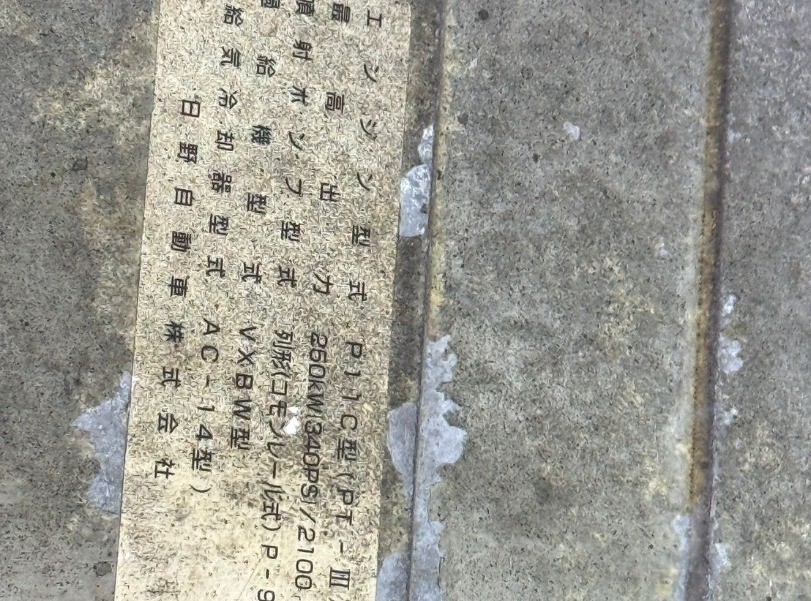 エンジン型式 P11C型(PT-III
最高出力 250kW(340PS)/2100
噴射ポンプ型式 列形(コモンレール式) P-9
過給機型式 VXBW型
給気冷却器型式 AC-14型)
日野自動車株式会社